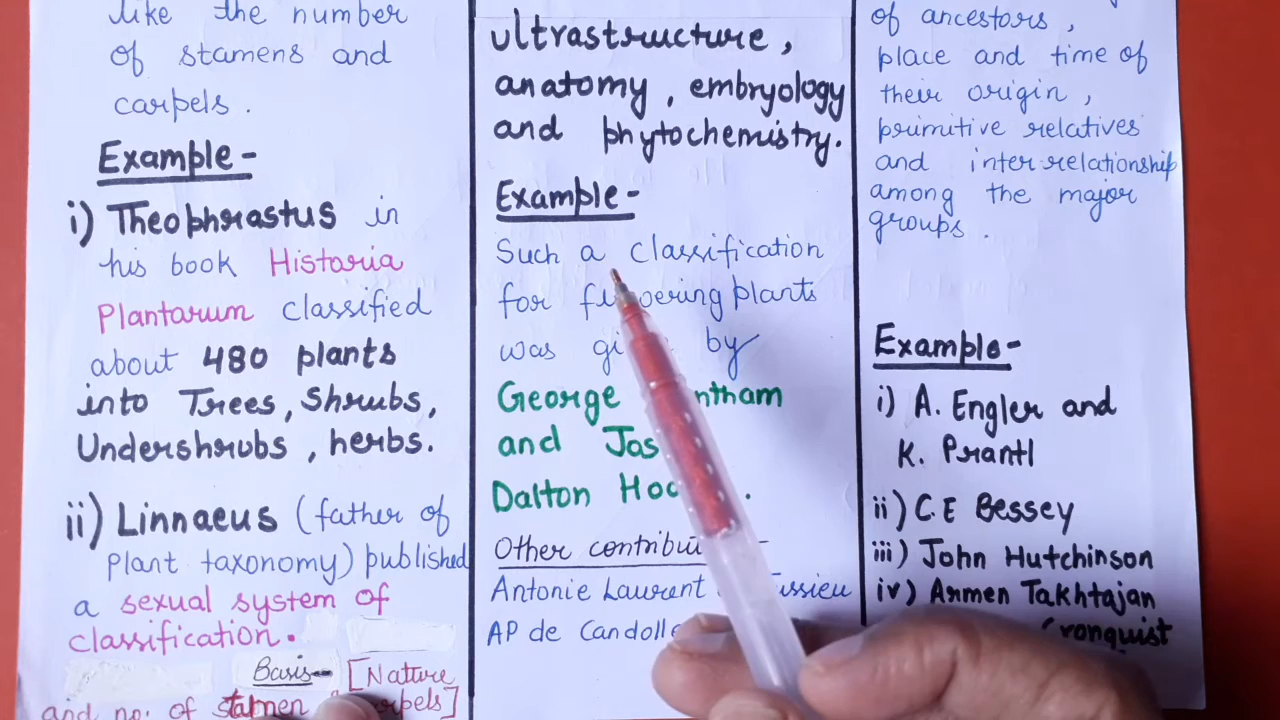 like the number
of stamens and
carpels.
Example-
i) Theophrastus in
his book Historia
Plantarum classified
about 480 plants
into Trees, Shrubs,
Undershrubs, herbs.
ii) Linnaeus (father of
plant taxonomy) published
a sexual system of
classification.
Basis- [Nature
and no. of stamen
ultrastructure,
anatomy, embryology
and phytochemistry.
Example-
Such a classification
for plants
was by
George
and
Dalton
Other
Antonie Laurent
AP de Candolle
of ancestors,
place and time of
their origin,
primitive relatives
and inter-relationship
among the major
groups.
Example-
i) A. Engler and
K. Prantl
ii) C.E Bessey
iii) John Hutchinson
iv) Armen Takhtajan
Cronquist